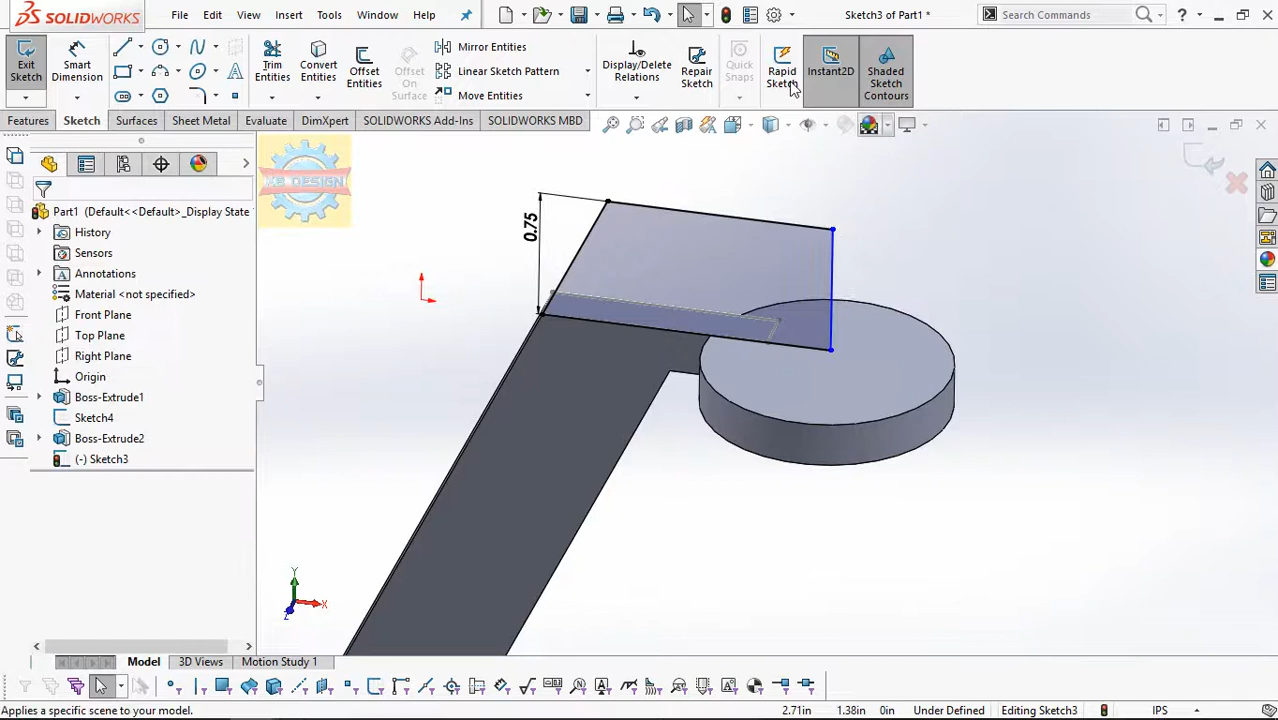 SOLIDWORKS
File Edit View Insert Tools Window Help
Sketch3 of Part1 *
Search Commands
Exit Sketch
Smart Dimension
Trim Entities
Convert Entities
Offset Entities
Offset On Surface
Mirror Entities
Linear Sketch Pattern
Move Entities
Display/Delete Relations
Repair Sketch
Quick Snaps
Rapid Sketch
Instant2D
Shaded Sketch Contours
Features Sketch Surfaces Sheet Metal Evaluate DimXpert SOLIDWORKS Add-Ins SOLIDWORKS MBD
MB DESIGN
Part1 (Default<<Default>_Display State
History
Sensors
Annotations
Material <not specified>
Front Plane
Top Plane
Right Plane
Origin
Boss-Extrude1
Sketch4
Boss-Extrude2
(-) Sketch3
0.75
Y
X
Z
Model 3D Views Motion Study 1
Applies a specific scene to your model.
2.71in 1.38in 0in Under Defined Editing Sketch3 IPS